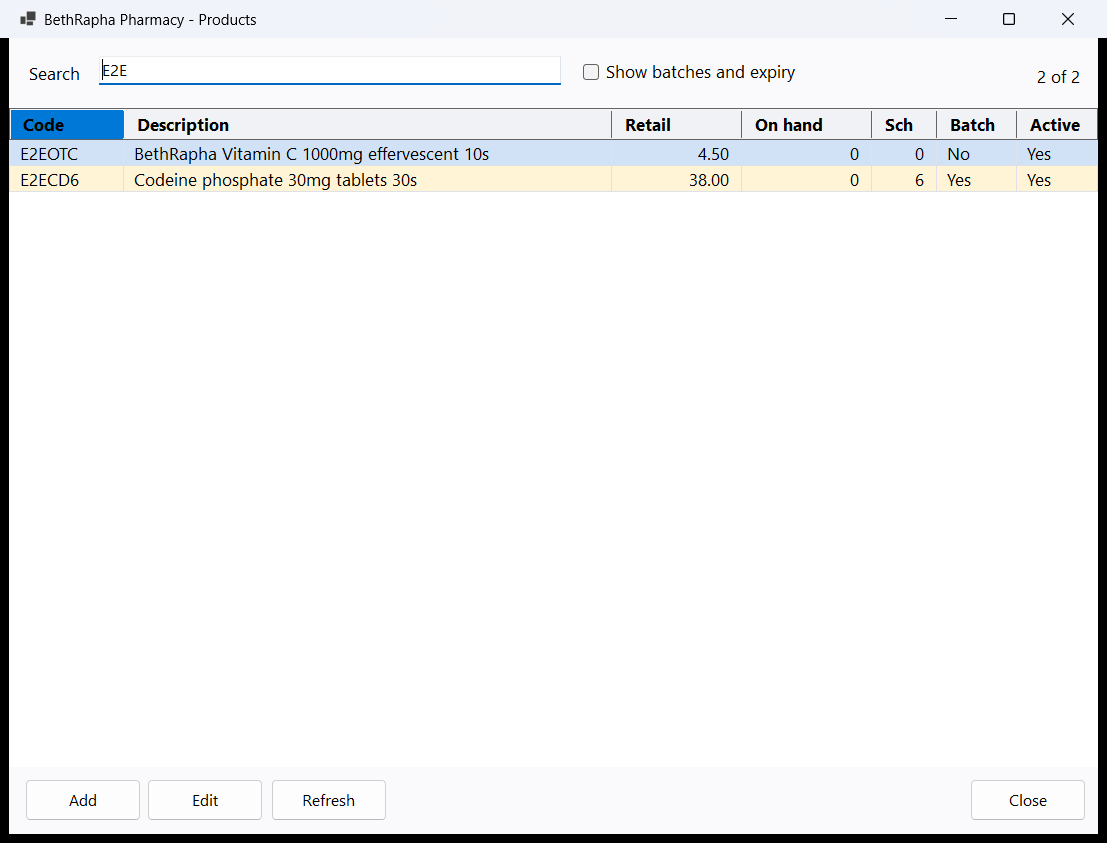 BethRapha Pharmacy - Products
Search E2E Show batches and expiry 2 of 2
Code Description Retail On hand Sch Batch Active
E2EOTC BethRapha Vitamin C 1000mg effervescent 10s 4.50 0 0 No Yes
E2ECD6 Codeine phosphate 30mg tablets 30s 38.00 0 6 Yes Yes
Add Edit Refresh Close